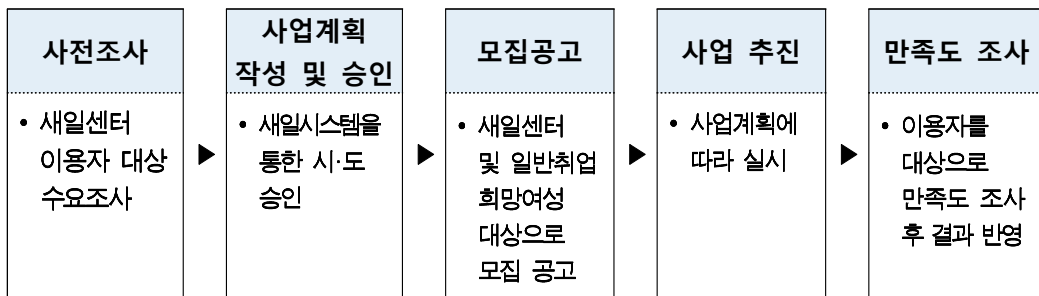 사전조사
• 새일센터
이용자 대상
수요조사
▶
사업계획
작성 및 승인
• 새일시스템을
통한 시·도
승인
▶
모집공고
• 새일센터
및 일반취업
희망여성
대상으로
모집 공고
▶
사업 추진
• 사업계획에
따라 실시
▶
만족도 조사
• 이용자를
대상으로
만족도 조사
후 결과 반영